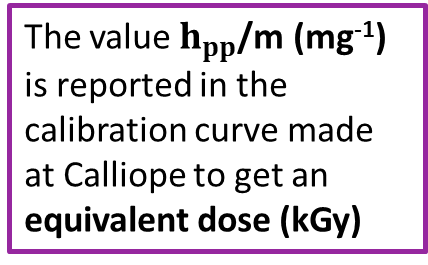 The value hₚₚ/m (mg⁻¹)
is reported in the
calibration curve made
at Calliope to get an
equivalent dose (kGy)